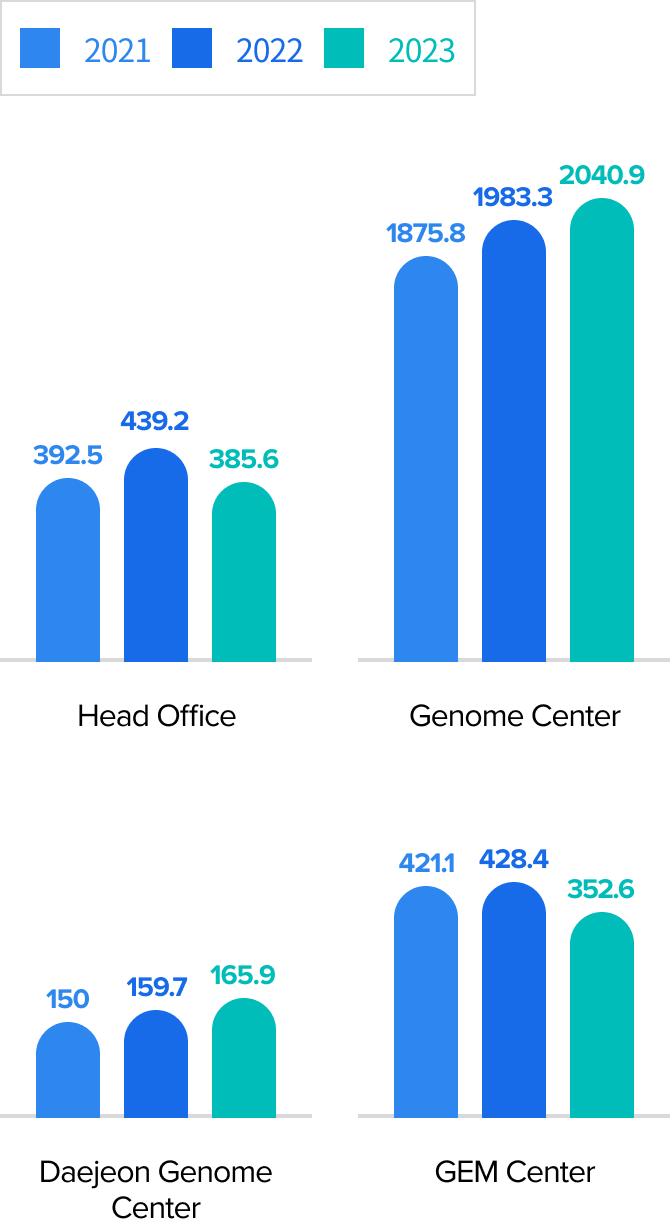 2021 2022 2023
1875.8 1983.3 2040.9
392.5 439.2 385.6
Head Office
Genome Center
150 159.7 165.9
421.1 428.4 352.6
Daejeon Genome
Center
GEM Center